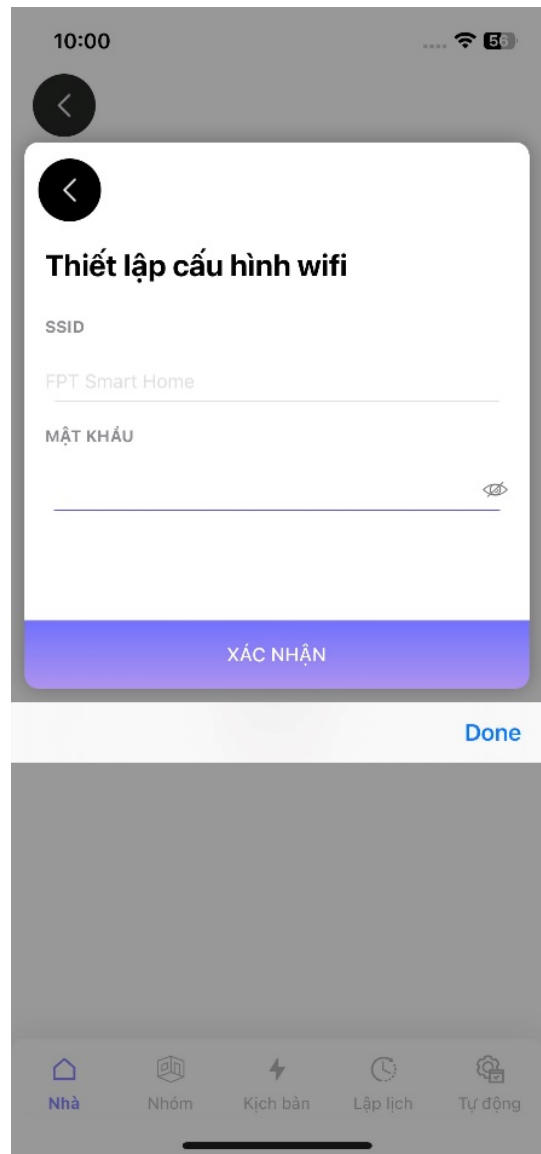 10:00
56
Thiết lập cấu hình wifi
SSID
FPT Smart Home
MẬT KHẨU
XÁC NHẬN
Done
Nhà Nhóm Kịch bản Lập lịch Tự động